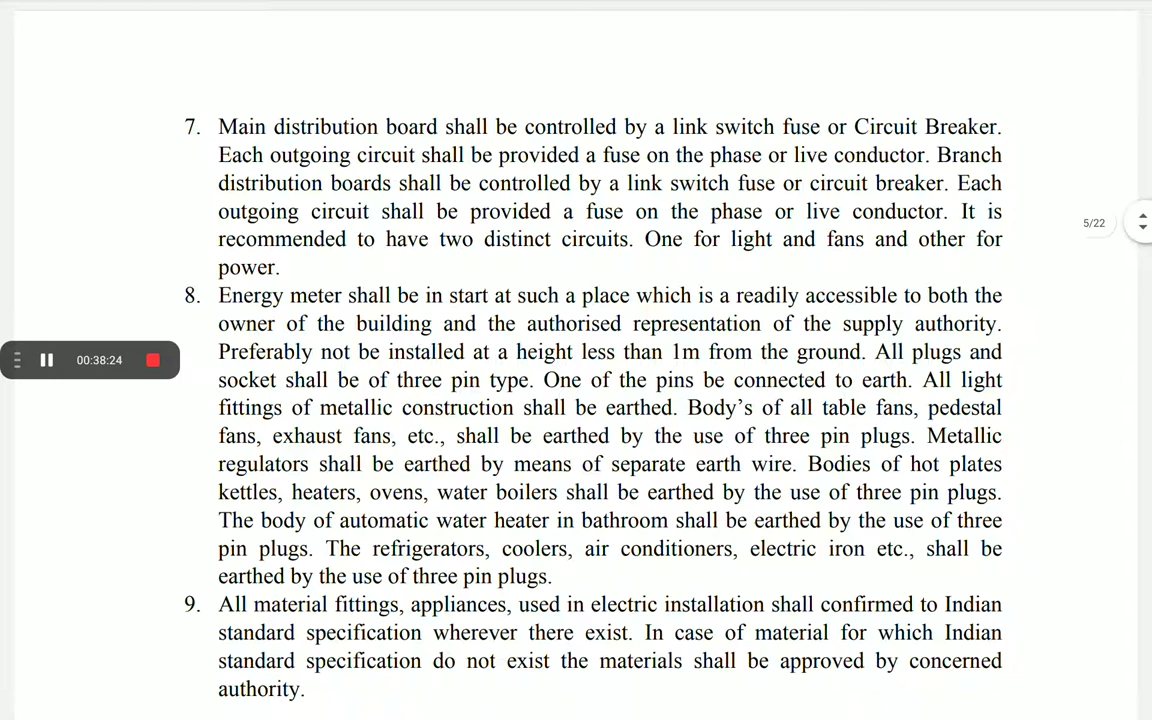 7. Main distribution board shall be controlled by a link switch fuse or Circuit Breaker.
Each outgoing circuit shall be provided a fuse on the phase or live conductor. Branch
distribution boards shall be controlled by a link switch fuse or circuit breaker. Each
outgoing circuit shall be provided a fuse on the phase or live conductor. It is
recommended to have two distinct circuits. One for light and fans and other for
power.
8. Energy meter shall be in start at such a place which is a readily accessible to both the
owner of the building and the authorised representation of the supply authority.
Preferably not be installed at a height less than 1m from the ground. All plugs and
socket shall be of three pin type. One of the pins be connected to earth. All light
fittings of metallic construction shall be earthed. Body’s of all table fans, pedestal
fans, exhaust fans, etc., shall be earthed by the use of three pin plugs. Metallic
regulators shall be earthed by means of separate earth wire. Bodies of hot plates
kettles, heaters, ovens, water boilers shall be earthed by the use of three pin plugs.
The body of automatic water heater in bathroom shall be earthed by the use of three
pin plugs. The refrigerators, coolers, air conditioners, electric iron etc., shall be
earthed by the use of three pin plugs.
9. All material fittings, appliances, used in electric installation shall confirmed to Indian
standard specification wherever there exist. In case of material for which Indian
standard specification do not exist the materials shall be approved by concerned
authority.
5/22
00:38:24